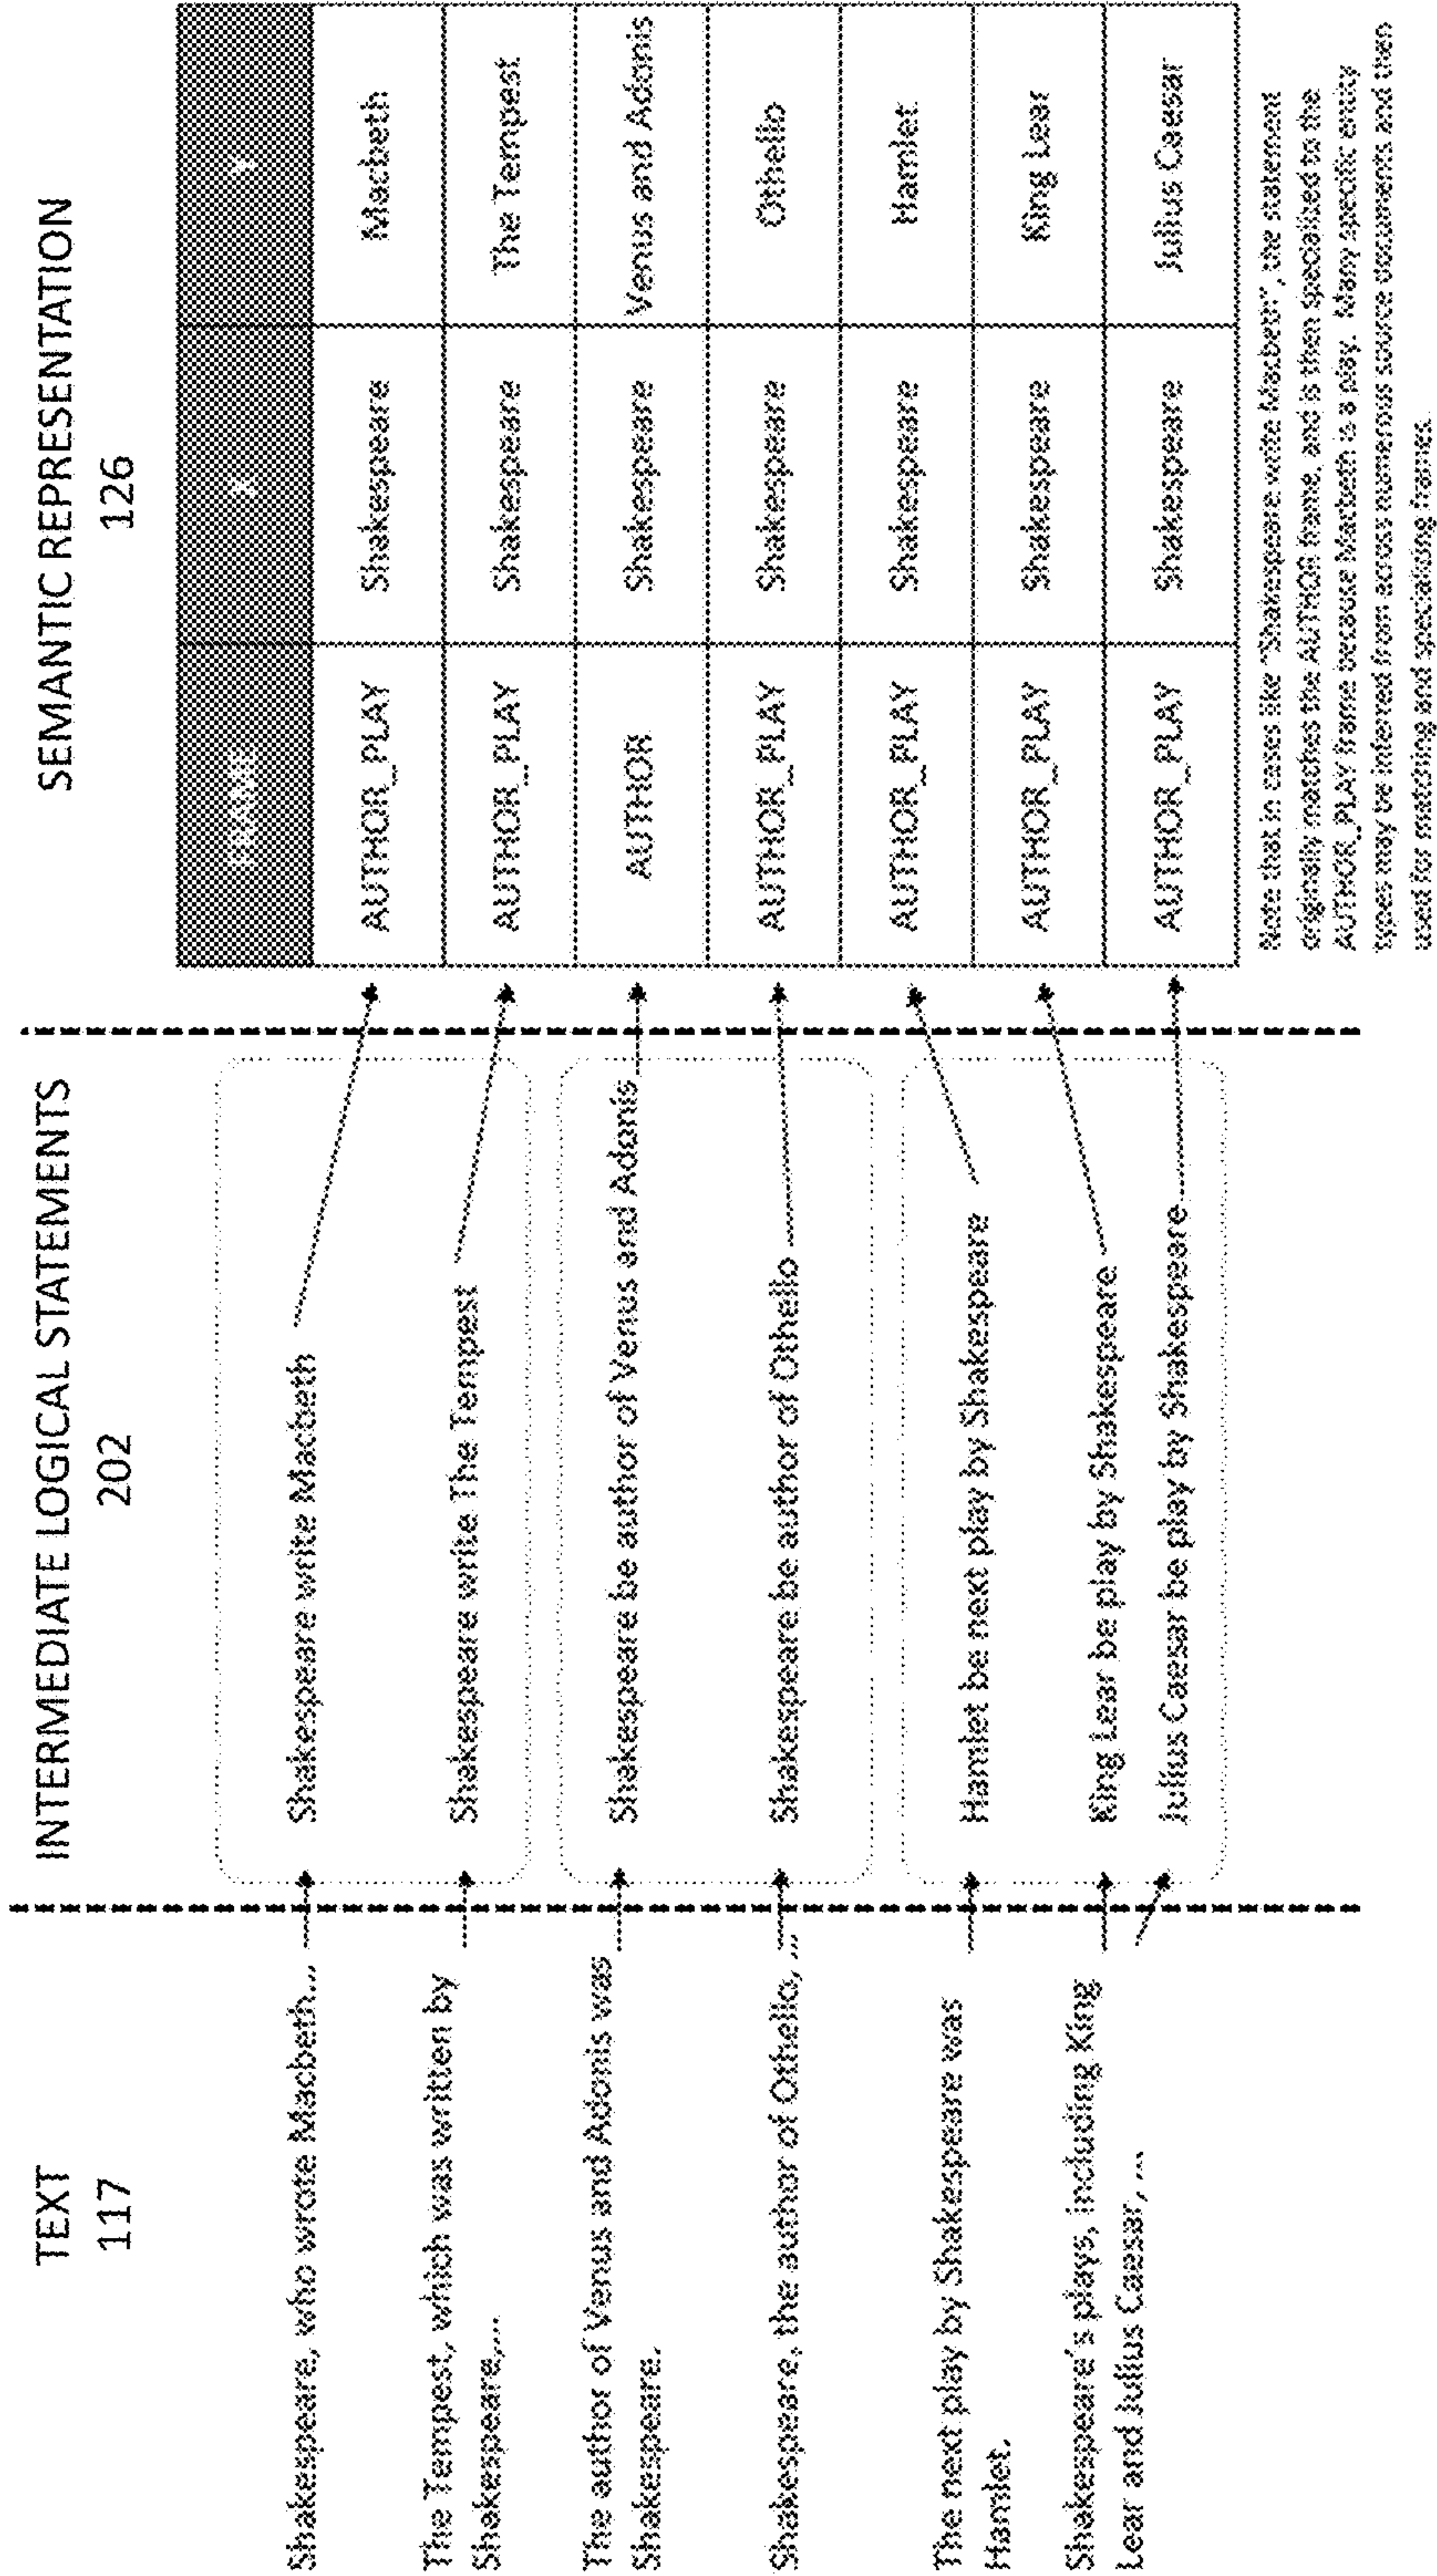 TEXT
117
Shakespeare, who wrote Macbeth...
The Tempest, which was written by
Shakespeare,...
The author of Venus and Adonis was
Shakespeare.
Shakespeare, the author of Othello, ...
The next play by Shakespeare was
Hamlet.
Shakespeare's plays, including King
Lear and Julius Caesar, ...
INTERMEDIATE LOGICAL STATEMENTS
202
Shakespeare write Macbeth
Shakespeare write The Tempest
Shakespeare be author of Venus and Adonis
Shakespeare be author of Othello
Hamlet be next play by Shakespeare
King Lear be play by Shakespeare
Julius Caesar be play by Shakespeare
SEMANTIC REPRESENTATION
126
X
AUTHOR_PLAY Shakespeare Macbeth
AUTHOR_PLAY Shakespeare The Tempest
AUTHOR Shakespeare Venus and Adonis
AUTHOR_PLAY Shakespeare Othello
AUTHOR_PLAY Shakespeare Hamlet
AUTHOR_PLAY Shakespeare King Lear
AUTHOR_PLAY Shakespeare Julius Caesar
Note that in cases like "Shakespeare write Macbeth", the statement
originally matches the AUTHOR frame, and is then specialized to the
AUTHOR_PLAY frame because Macbeth is a play. Many specific entity
types may be inferred from across numerous source documents and then
used for matching and specializing frames.